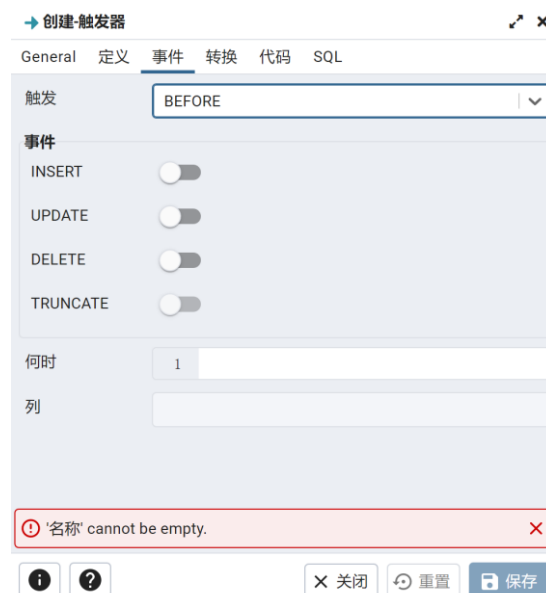 创建-触发器
General 定义 事件 转换 代码 SQL
触发 BEFORE
事件
INSERT
UPDATE
DELETE
TRUNCATE
何时 1
列
'名称' cannot be empty.
关闭 重置 保存